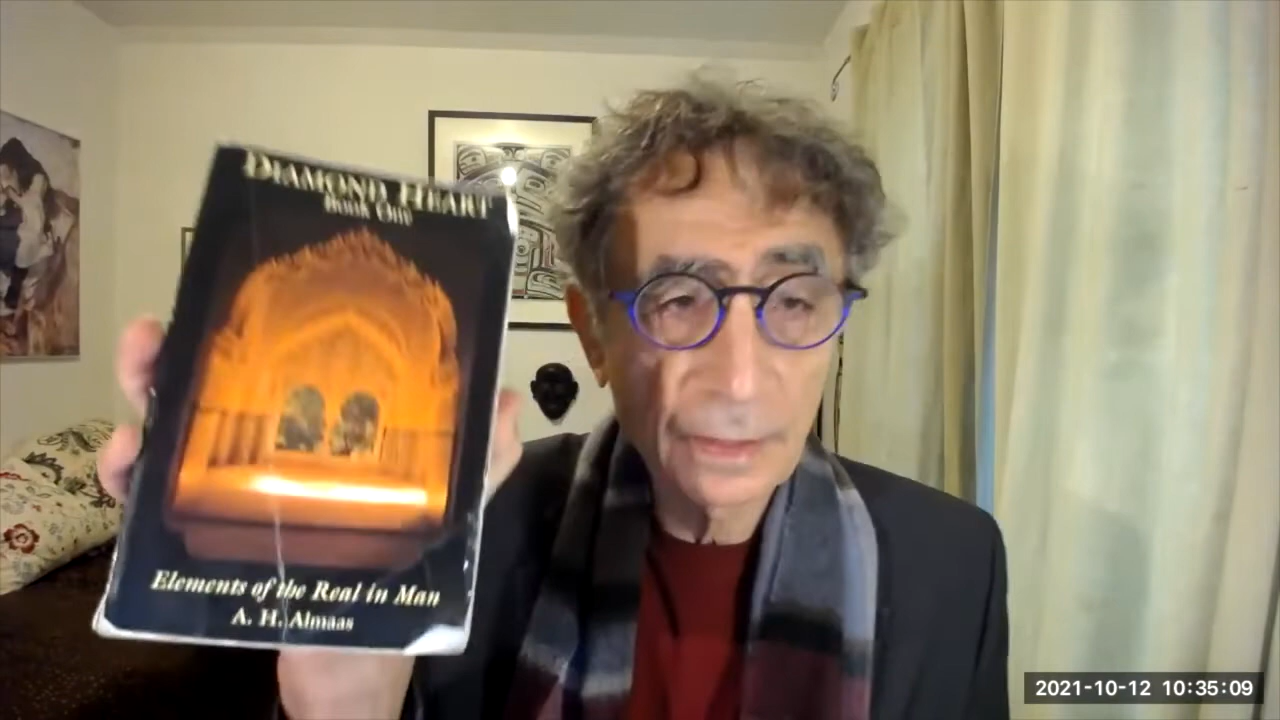 DIAMOND HEART
Book One
Elements of the Real in Man
A. H. Almaas
2021-10-12 10:35:09